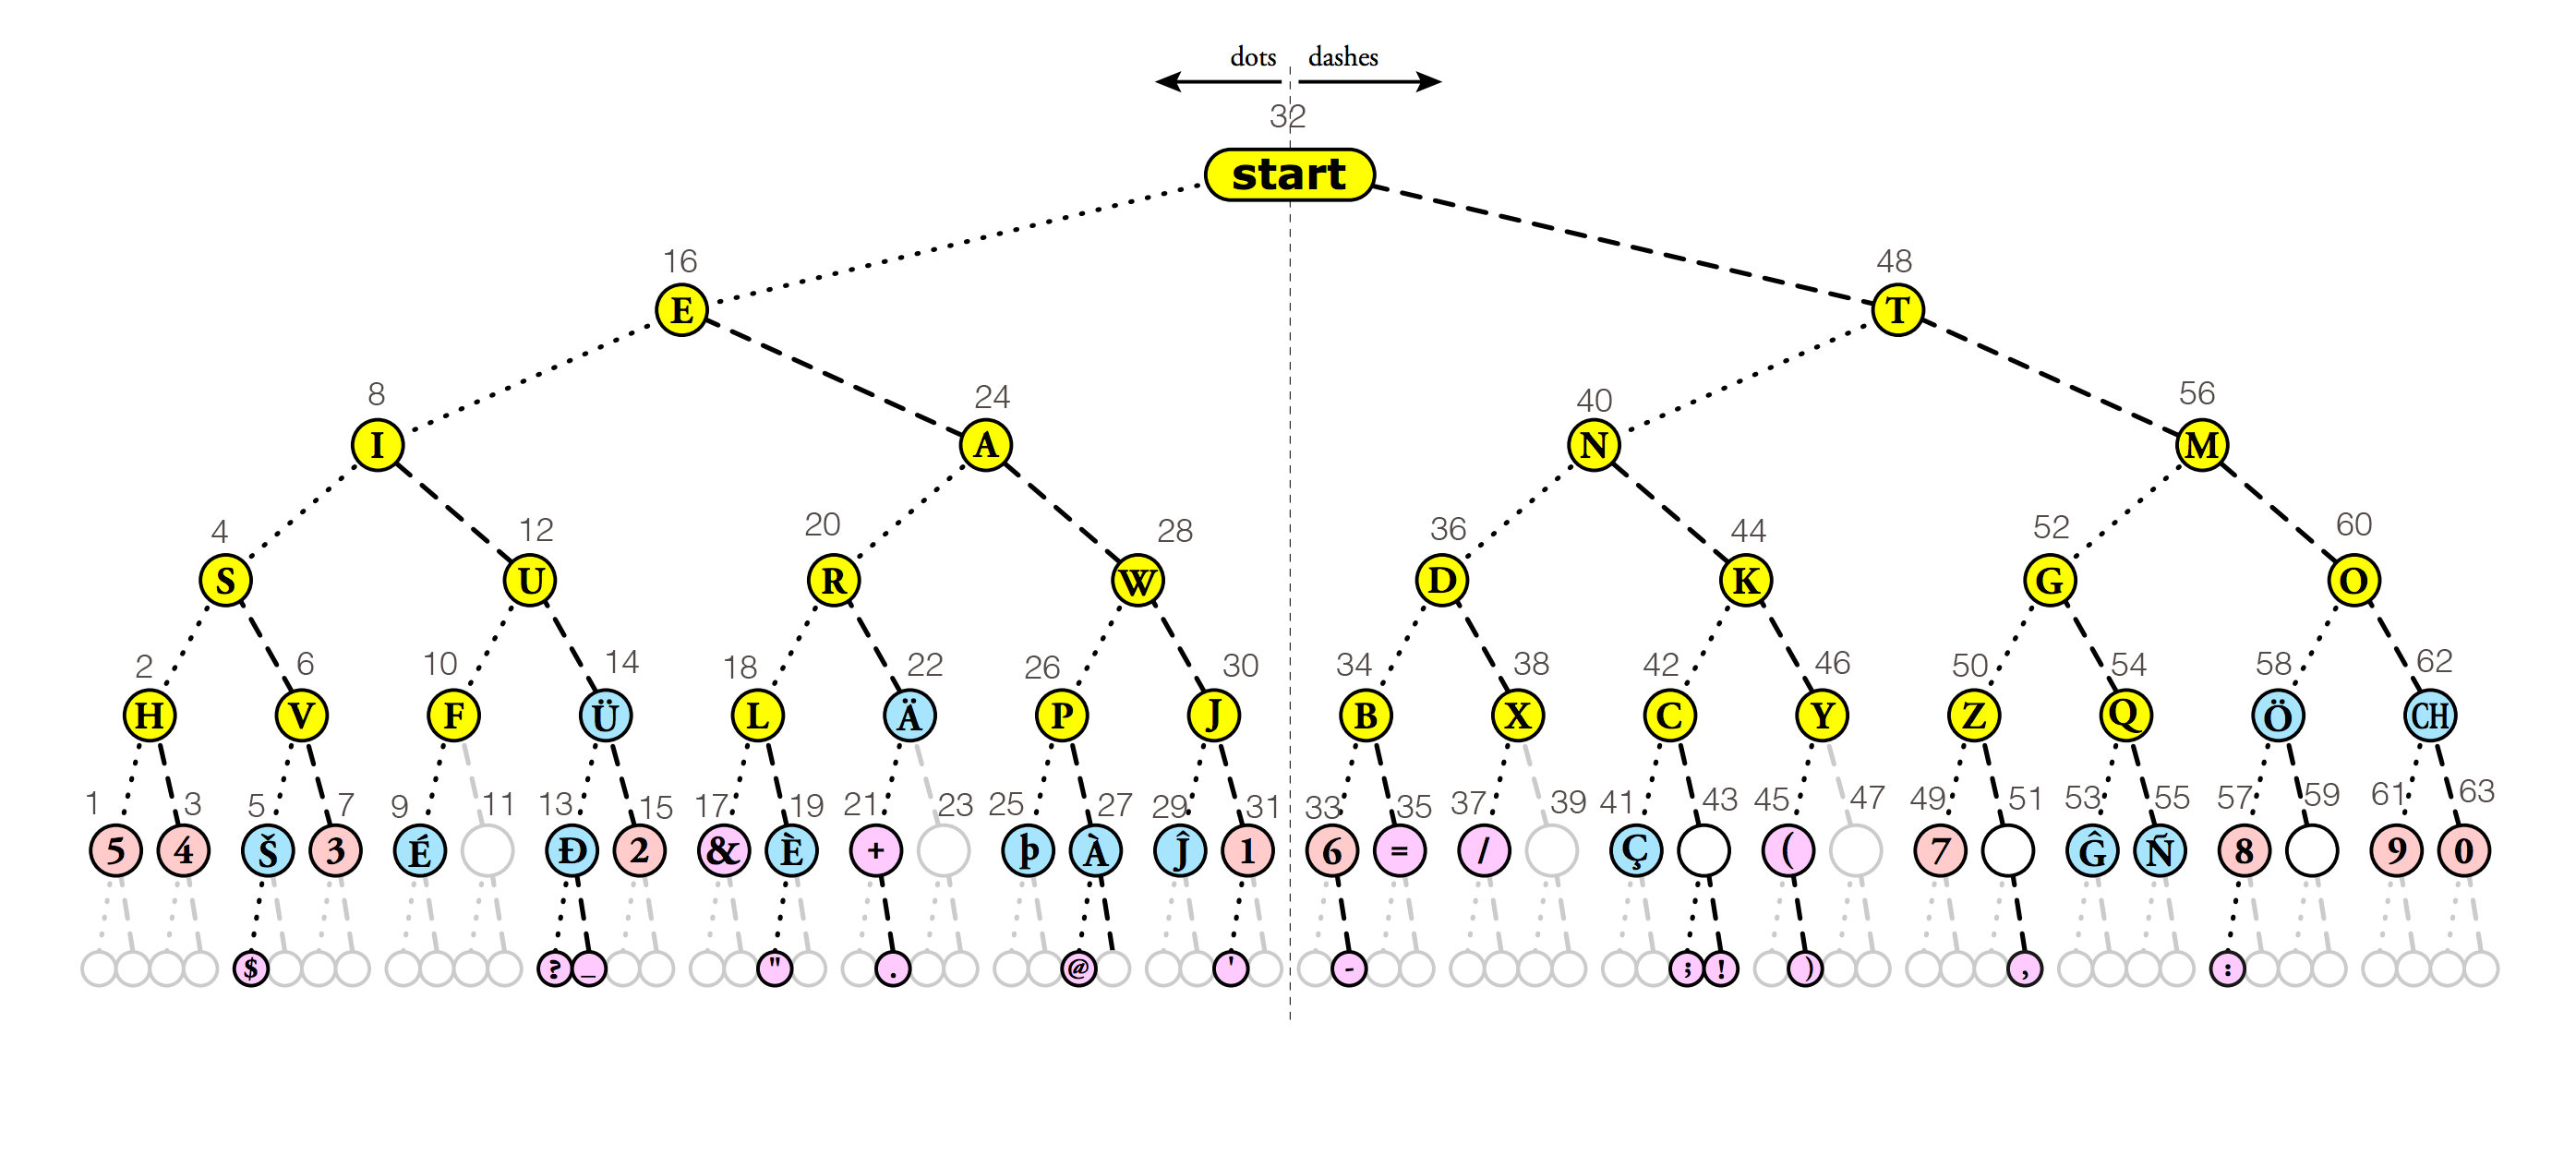 dots dashes
32
start
16 48
E T
8 24 40 56
I A N M
4 12 20 28 36 44 52 60
S U R W D K G O
2 6 10 14 18 22 26 30 34 38 42 46 50 54 58 62
H V F Ü L Ä P J B X C Y Z Q Ö CH
1 3 5 7 9 11 13 15 17 19 21 23 25 27 29 31 33 35 37 39 41 43 45 47 49 51 53 55 57 59 61 63
5 4 Š 3 É Đ 2 & È + þ À Ĵ 1 6 = / Ç ( 7 Ĝ Ñ 8 9 0
$ ? _ " . @ ' - ; ! ) , :